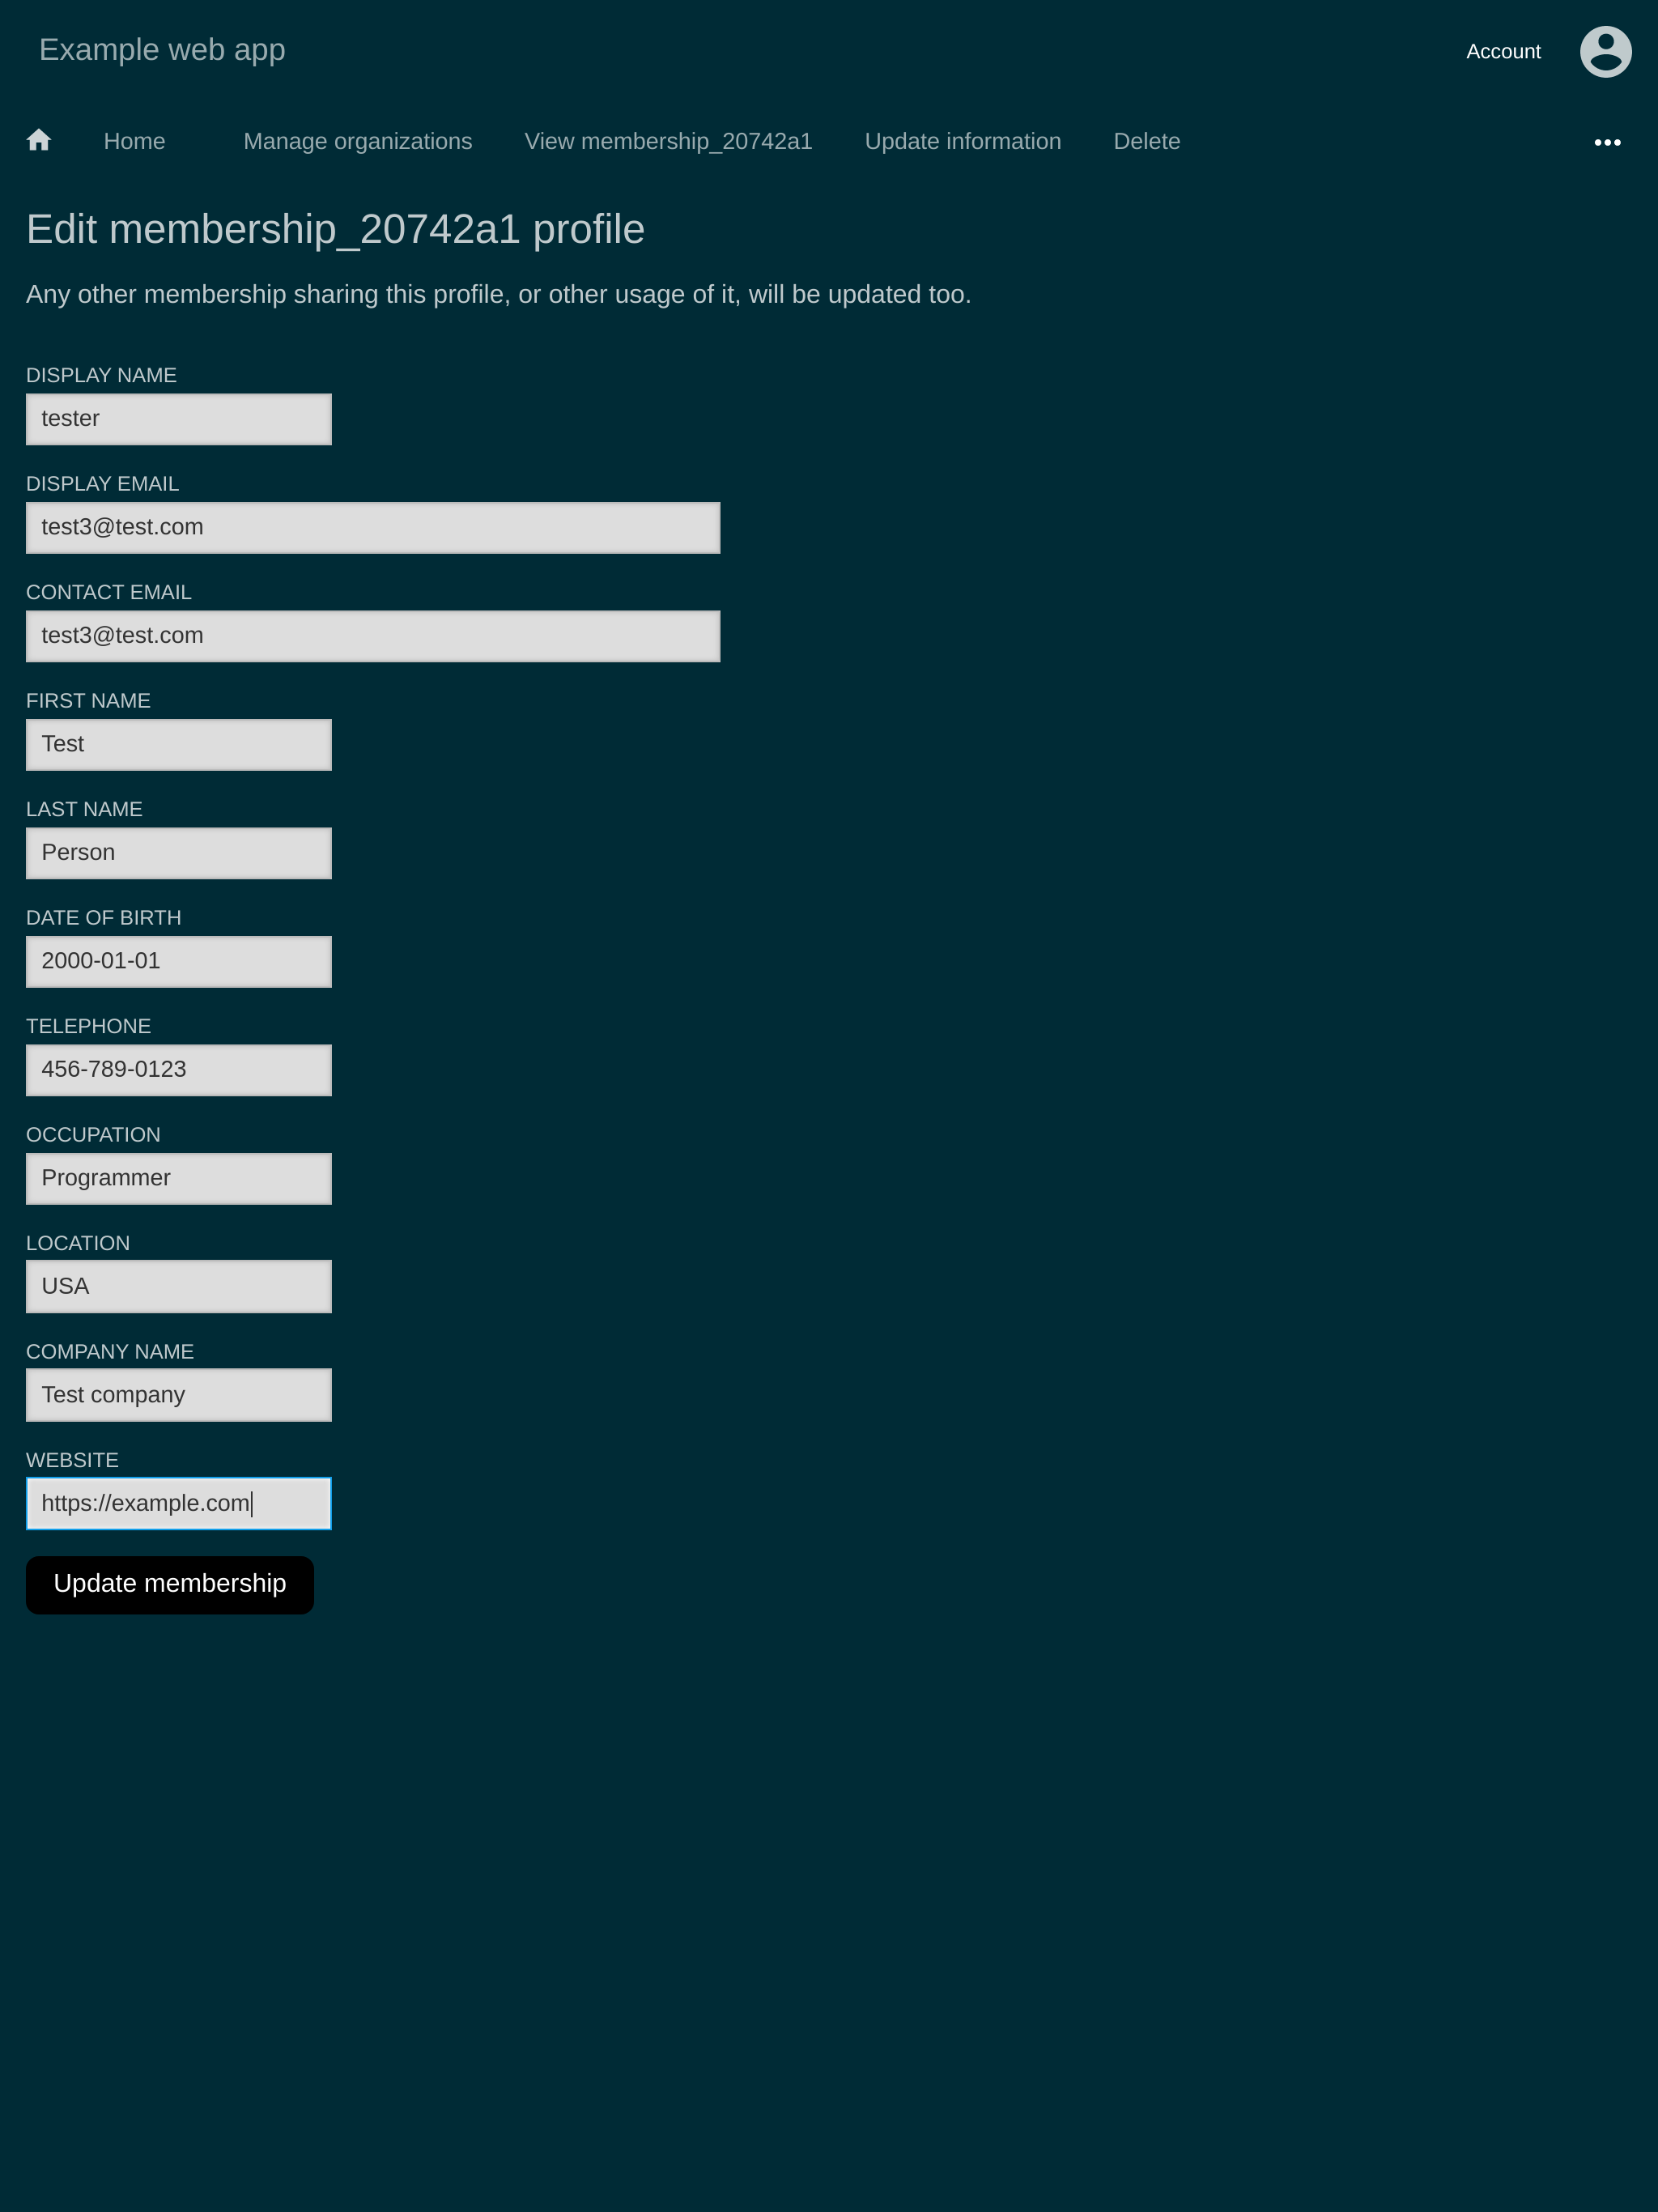 Example web app
Account
Home Manage organizations View membership_20742a1 Update information Delete
Edit membership_20742a1 profile
Any other membership sharing this profile, or other usage of it, will be updated too.
DISPLAY NAME
tester
DISPLAY EMAIL
test3@test.com
CONTACT EMAIL
test3@test.com
FIRST NAME
Test
LAST NAME
Person
DATE OF BIRTH
2000-01-01
TELEPHONE
456-789-0123
OCCUPATION
Programmer
LOCATION
USA
COMPANY NAME
Test company
WEBSITE
https://example.com
Update membership